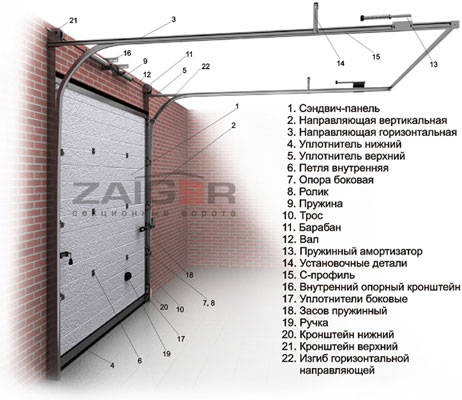 21
3
16
9
12
11
5
22
14
15
13
1
2
ZAIGER
секционные ворота
18
7, 8
10
20
17
19
6
4
1. Сэндвич-панель
2. Направляющая вертикальная
3. Направляющая горизонтальная
4. Уплотнитель нижний
5. Уплотнитель верхний
6. Петля внутренняя
7. Опора боковая
8. Ролик
9. Пружина
10. Трос
11. Барабан
12. Вал
13. Пружинный амортизатор
14. Установочные детали
15. С-профиль
16. Внутренний опорный кронштейн
17. Уплотнители боковые
18. Засов пружинный
19. Ручка
20. Кронштейн нижний
21. Кронштейн верхний
22. Изгиб горизонтальной
направляющей